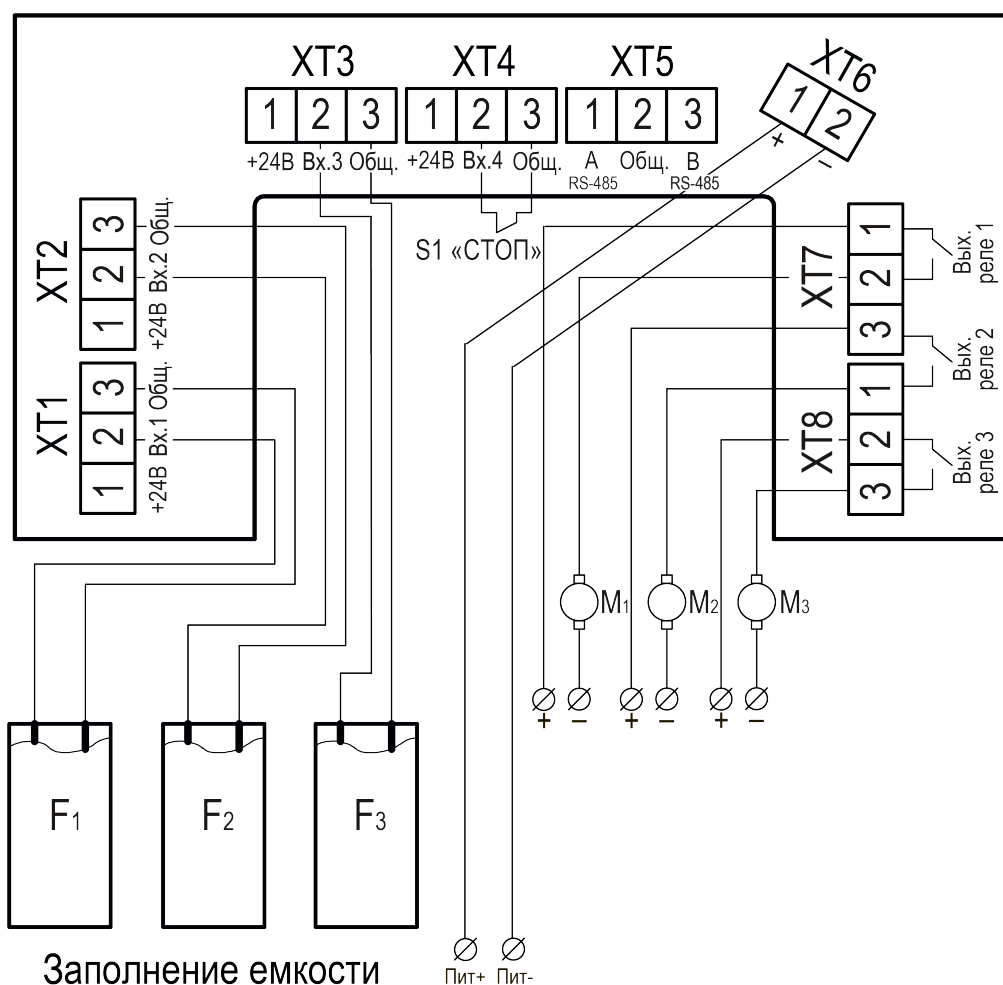 XT3 XT4 XT5 XT6
1 2 3 1 2 3 1 2 3 1 2
+24В Вх.3 Общ. +24В Вх.4 Общ. A Общ. B + –
RS-485 RS-485
S1 «СТОП»
XT2
3 2 1
+24В Вх.2 Общ.
XT1
3 2 1
+24В Вх.1 Общ.
XT7
1
2
3
XT8
1
2
3
Вых.
реле 1
Вых.
реле 2
Вых.
реле 3
M1 M2 M3
+ – + – + –
F1 F2 F3
Заполнение емкости
Пит+ Пит-